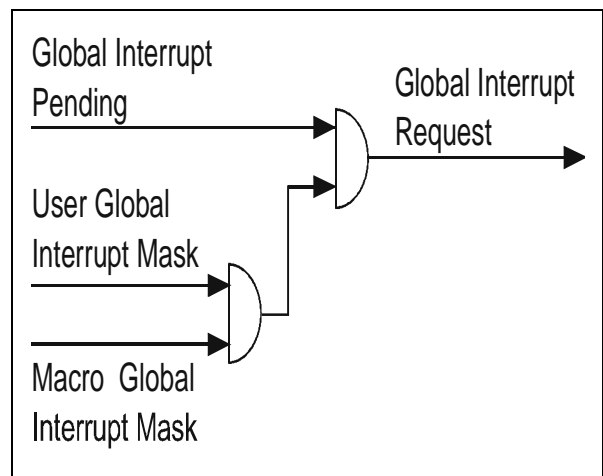 Global Interrupt
Pending
Global Interrupt
Request
User Global
Interrupt Mask
Macro Global
Interrupt Mask